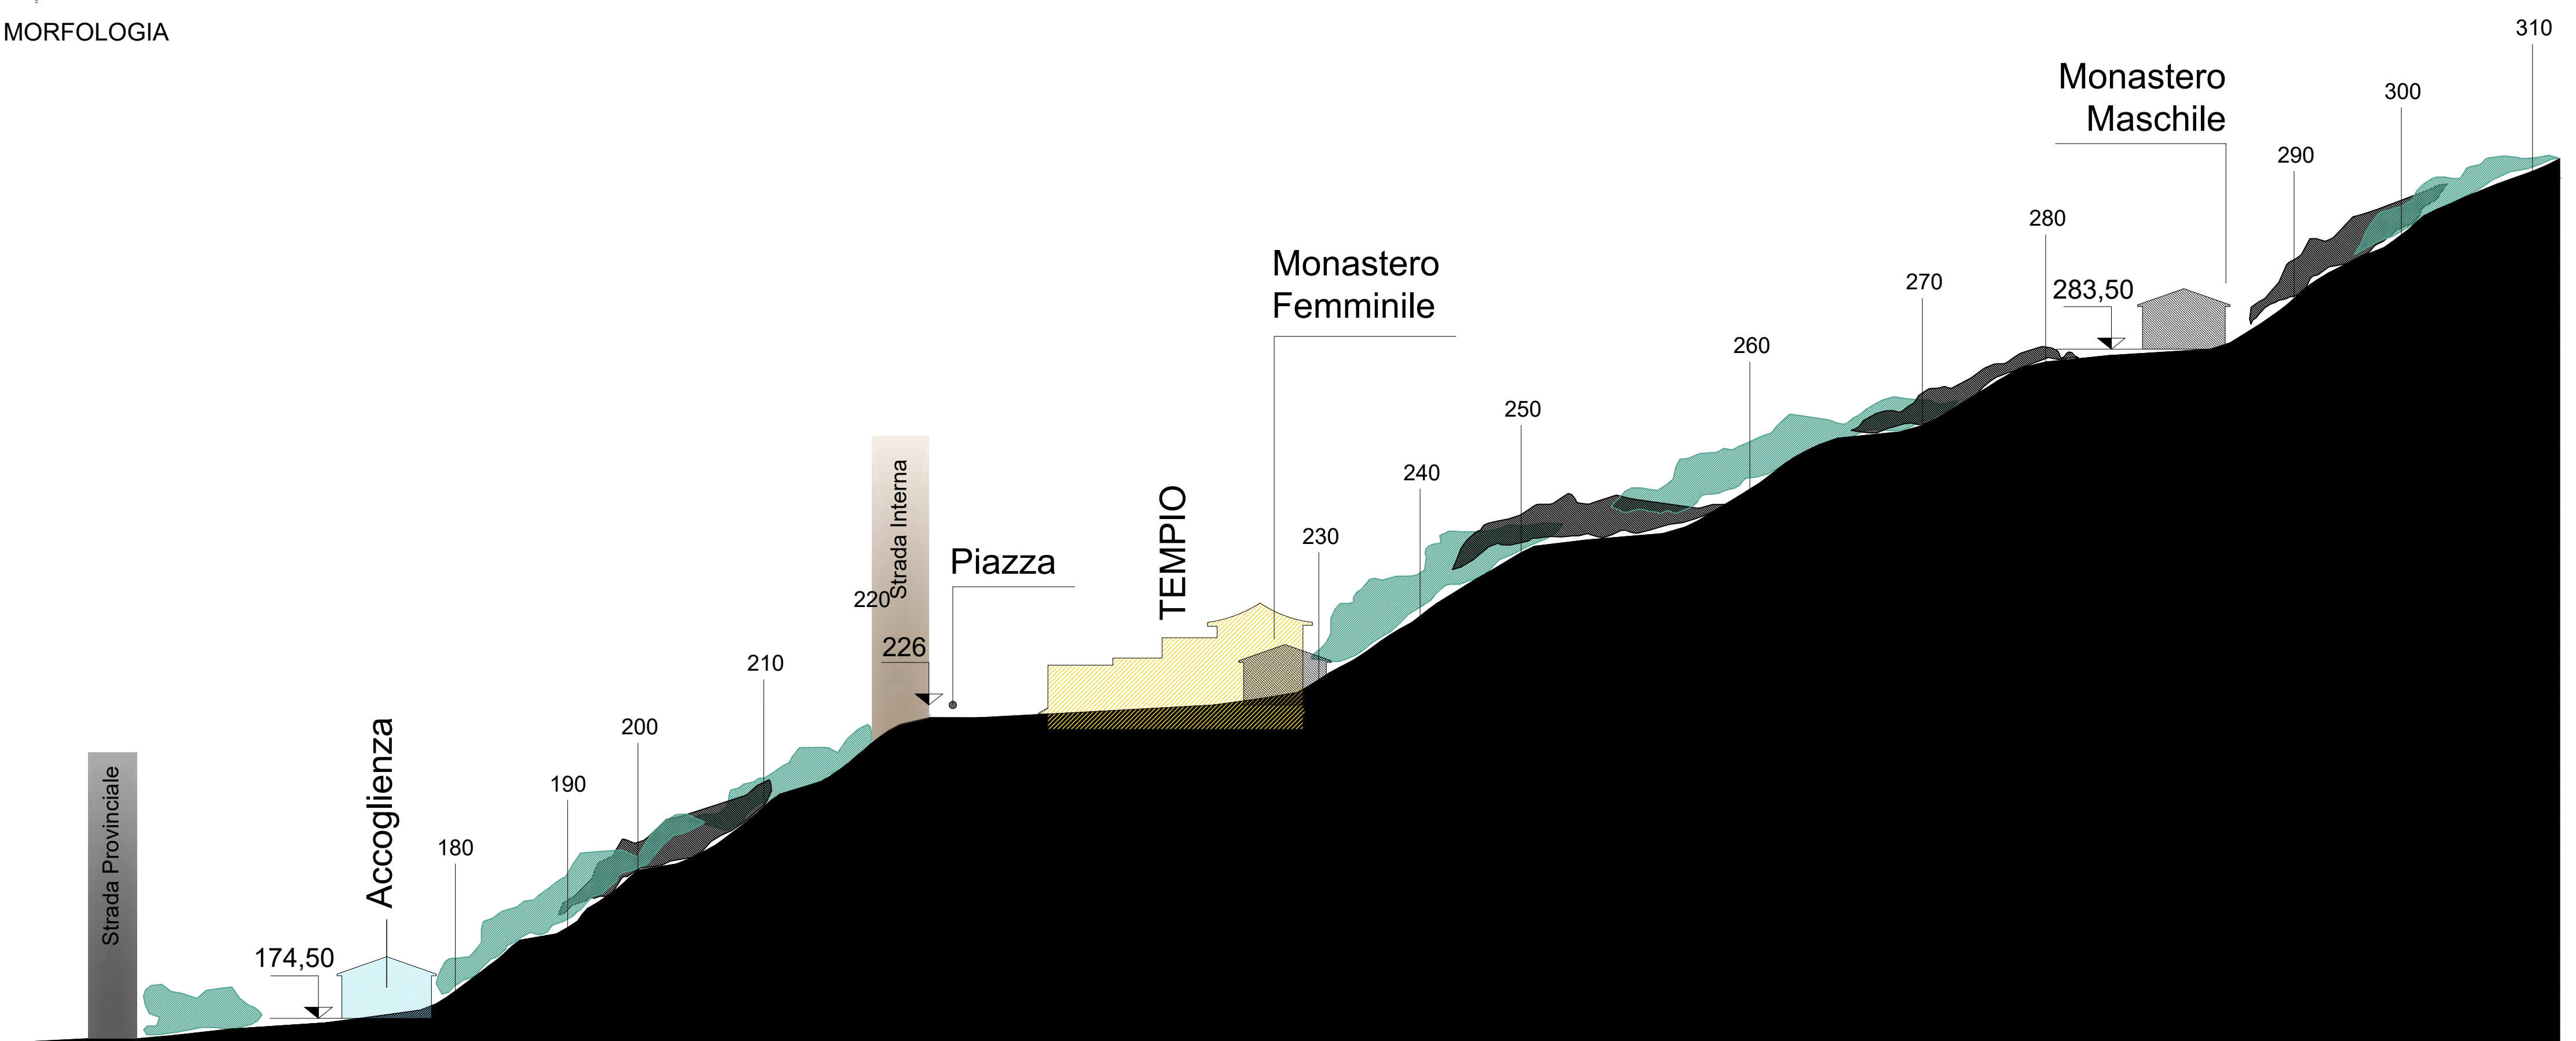 MORFOLOGIA
310
Monastero
Maschile
300
290
280
283,50
270
Monastero
Femminile
260
250
240
230
Strada Interna
TEMPIO
Piazza
220
226
210
200
190
180
Accoglienza
Strada Provinciale
174,50